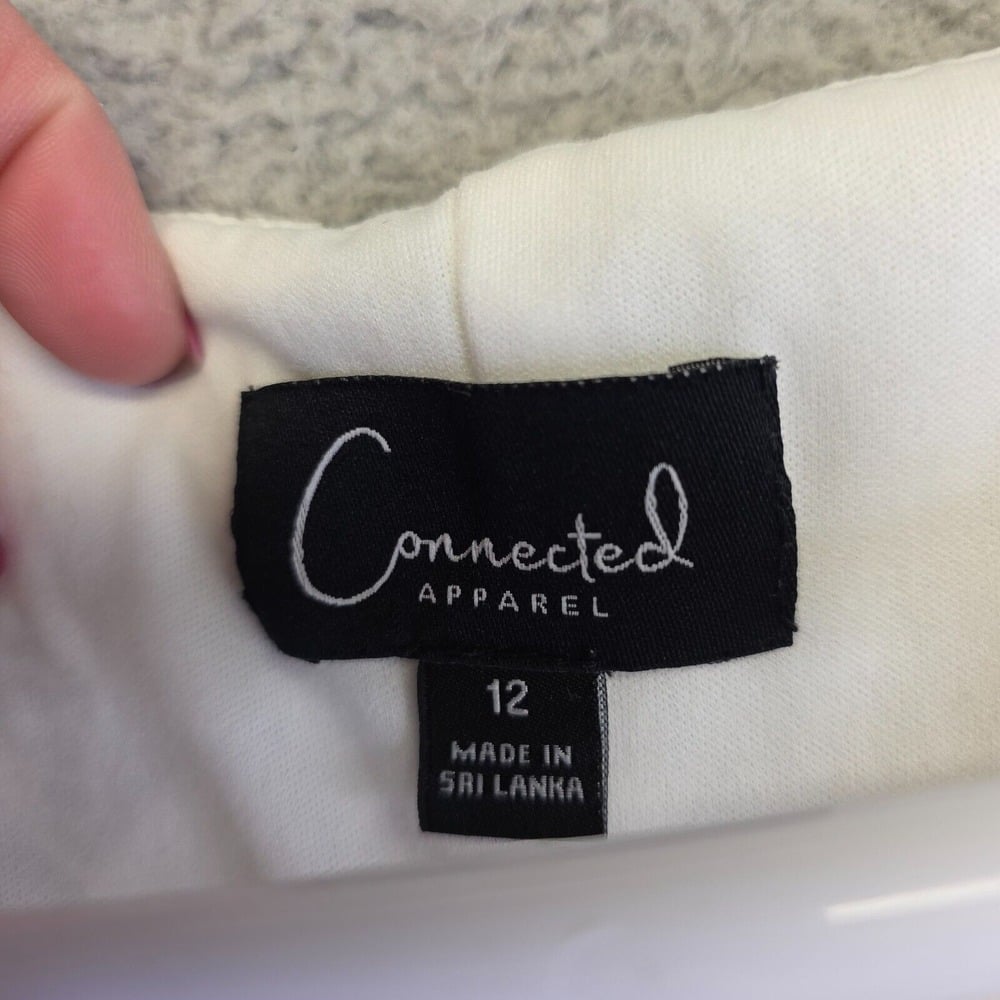 Connected
APPAREL
12
MADE IN
SRI LANKA